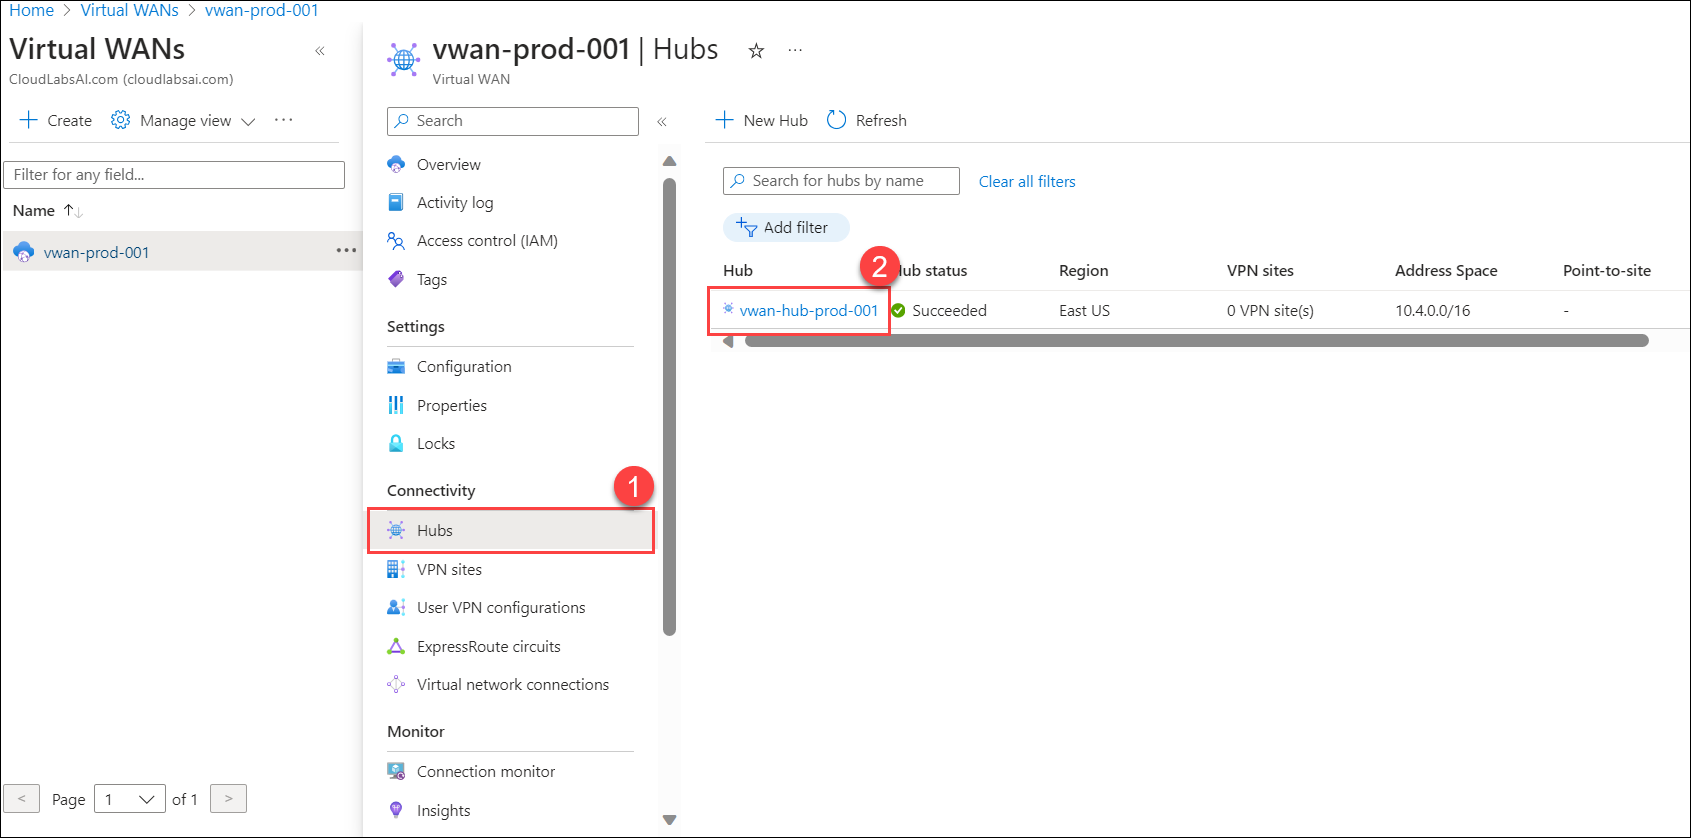 Home > Virtual WANs > vwan-prod-001
Virtual WANs
«
CloudLabsAI.com (cloudlabsai.com)
+ Create
Manage view
...
Filter for any field...
Name ↑↓
vwan-prod-001
...
<
Page
1
of 1
>
vwan-prod-001 | Hubs
...
Virtual WAN
Search
«
Overview
Activity log
Access control (IAM)
Tags
Settings
Configuration
Properties
Locks
Connectivity
1
Hubs
VPN sites
User VPN configurations
ExpressRoute circuits
Virtual network connections
Monitor
Connection monitor
Insights
+ New Hub
Refresh
Search for hubs by name
Clear all filters
Add filter
2
Hub
ub status
Region
VPN sites
Address Space
Point-to-site
vwan-hub-prod-001
Succeeded
East US
0 VPN site(s)
10.4.0.0/16
-